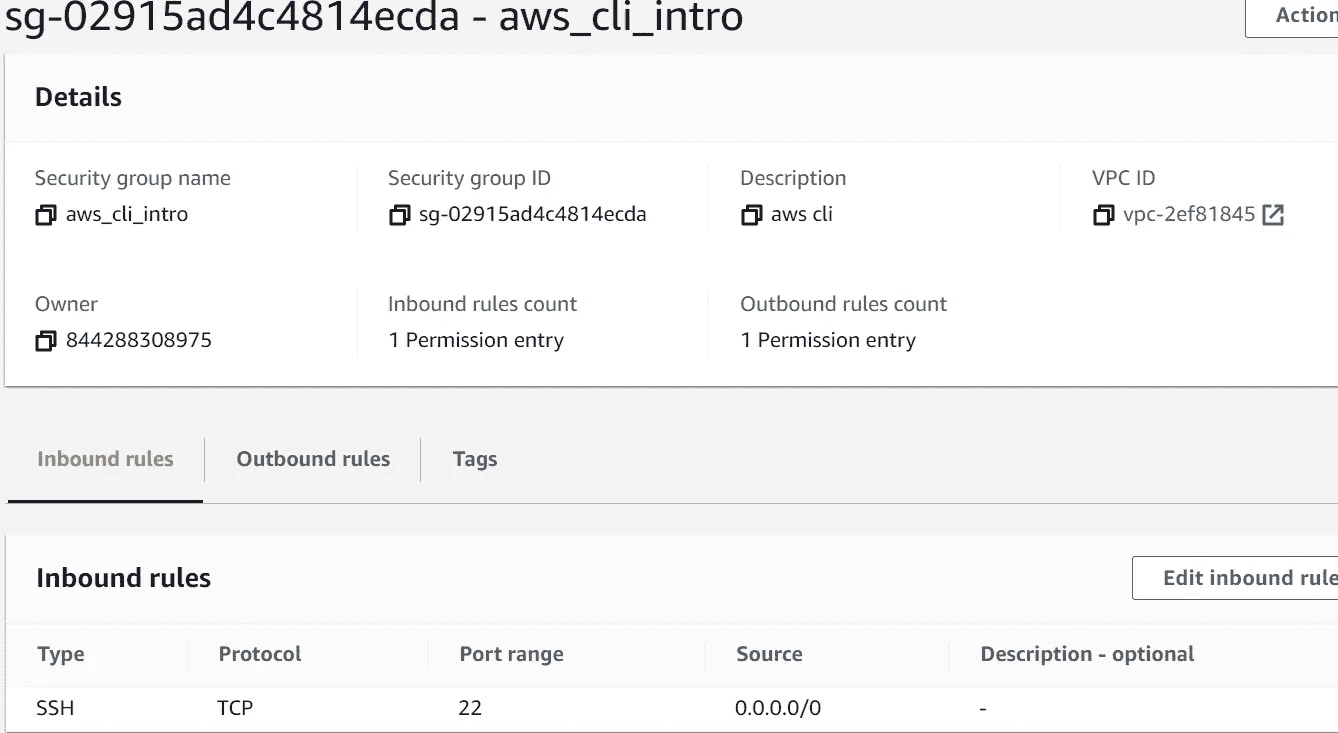 sg-02915ad4c4814ecda - aws_cli_intro
Action
Details
Security group name Security group ID Description VPC ID
aws_cli_intro sg-02915ad4c4814ecda aws cli vpc-2ef81845
Owner Inbound rules count Outbound rules count
844288308975 1 Permission entry 1 Permission entry
Inbound rules Outbound rules Tags
Inbound rules Edit inbound rule
Type Protocol Port range Source Description - optional
SSH TCP 22 0.0.0.0/0 -